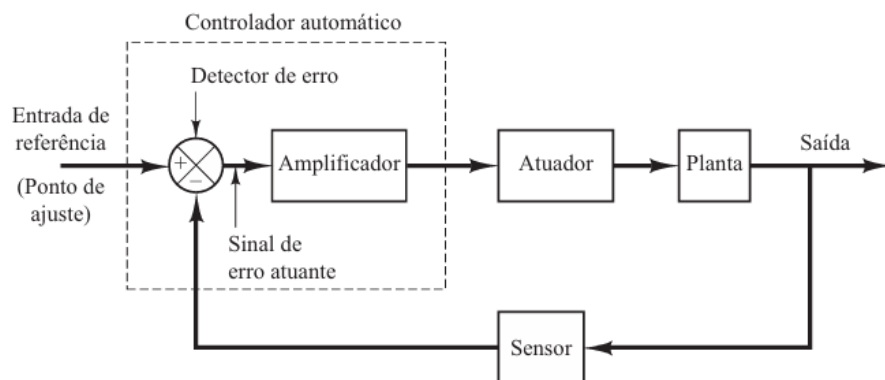 Controlador automático
Detector de erro
Entrada de
referência
(Ponto de
ajuste)
+
−
Amplificador
Atuador
Planta
Saída
Sinal de
erro atuante
Sensor